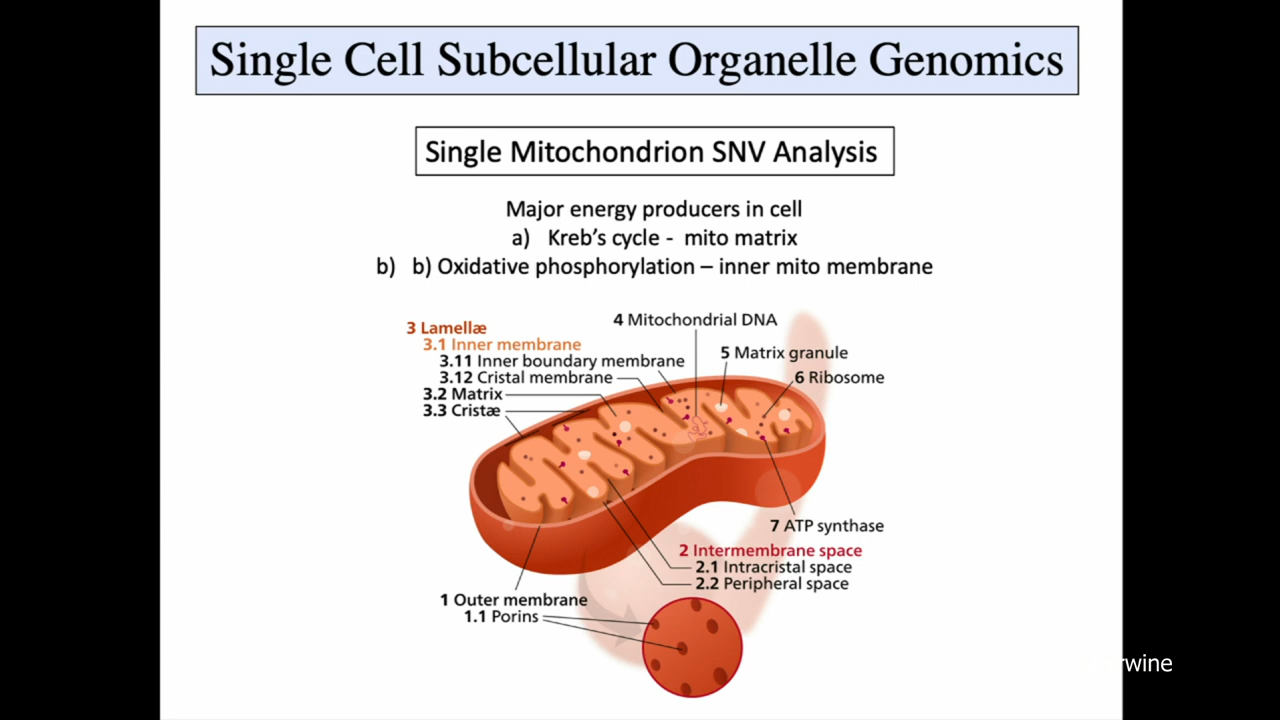 Single Cell Subcellular Organelle Genomics
Single Mitochondrion SNV Analysis
Major energy producers in cell
a) Kreb’s cycle - mito matrix
b) b) Oxidative phosphorylation – inner mito membrane
4 Mitochondrial DNA
3 Lamellæ
3.1 Inner membrane
3.11 Inner boundary membrane
3.12 Cristal membrane
3.2 Matrix
3.3 Cristæ
5 Matrix granule
6 Ribosome
7 ATP synthase
2 Intermembrane space
2.1 Intracristal space
2.2 Peripheral space
1 Outer membrane
1.1 Porins